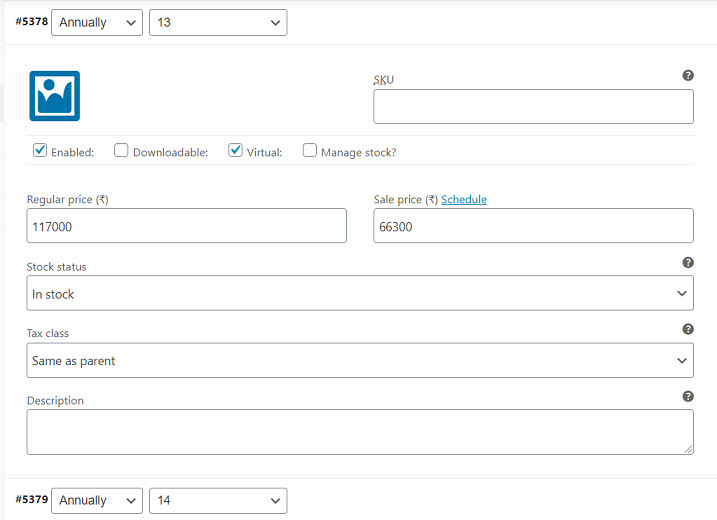 #5378 Annually 13
SKU
Enabled: Downloadable: Virtual: Manage stock?
Regular price (₹) Sale price (₹) Schedule
117000 66300
Stock status
In stock
Tax class
Same as parent
Description
#5379 Annually 14